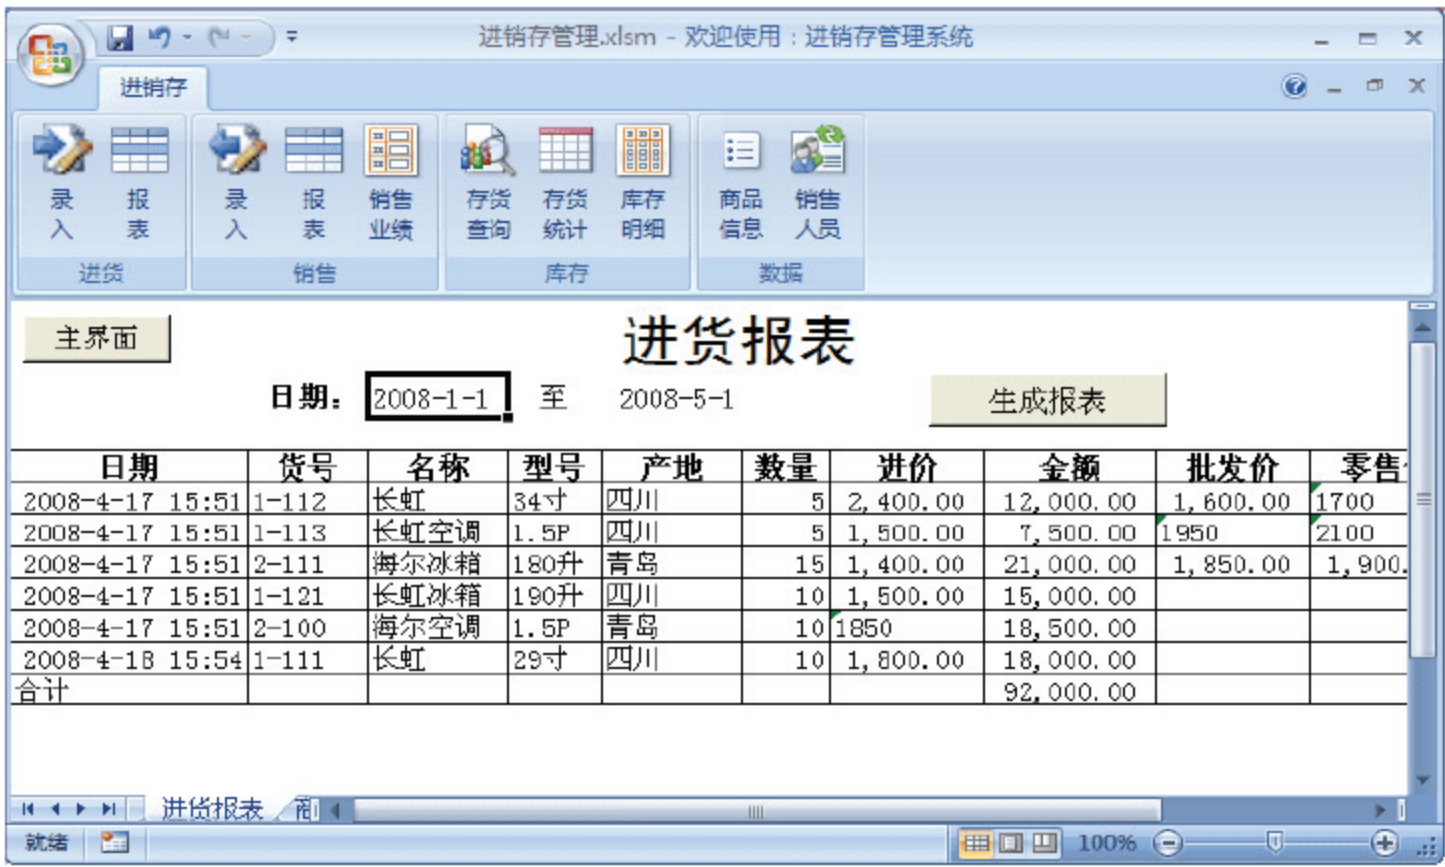 进销存管理.xlsm - 欢迎使用：进销存管理系统
进销存
录入 报表 录入 报表 销售业绩 存货查询 存货统计 库存明细 商品信息 销售人员
进货 销售 库存 数据
主界面 进货报表
日期： 2008-1-1 至 2008-5-1 生成报表
日期 货号 名称 型号 产地 数量 进价 金额 批发价 零售
2008-4-17 15:51 1-112 长虹 34寸 四川 5 2,400.00 12,000.00 1,600.00 1700
2008-4-17 15:51 1-113 长虹空调 1.5P 四川 5 1,500.00 7,500.00 1950 2100
2008-4-17 15:51 2-111 海尔冰箱 180升 青岛 15 1,400.00 21,000.00 1,850.00 1,900.
2008-4-17 15:51 1-121 长虹冰箱 190升 四川 10 1,500.00 15,000.00
2008-4-17 15:51 2-100 海尔空调 1.5P 青岛 10 1850 18,500.00
2008-4-18 15:54 1-111 长虹 29寸 四川 10 1,800.00 18,000.00
合计 92,000.00
进货报表
就绪 100%